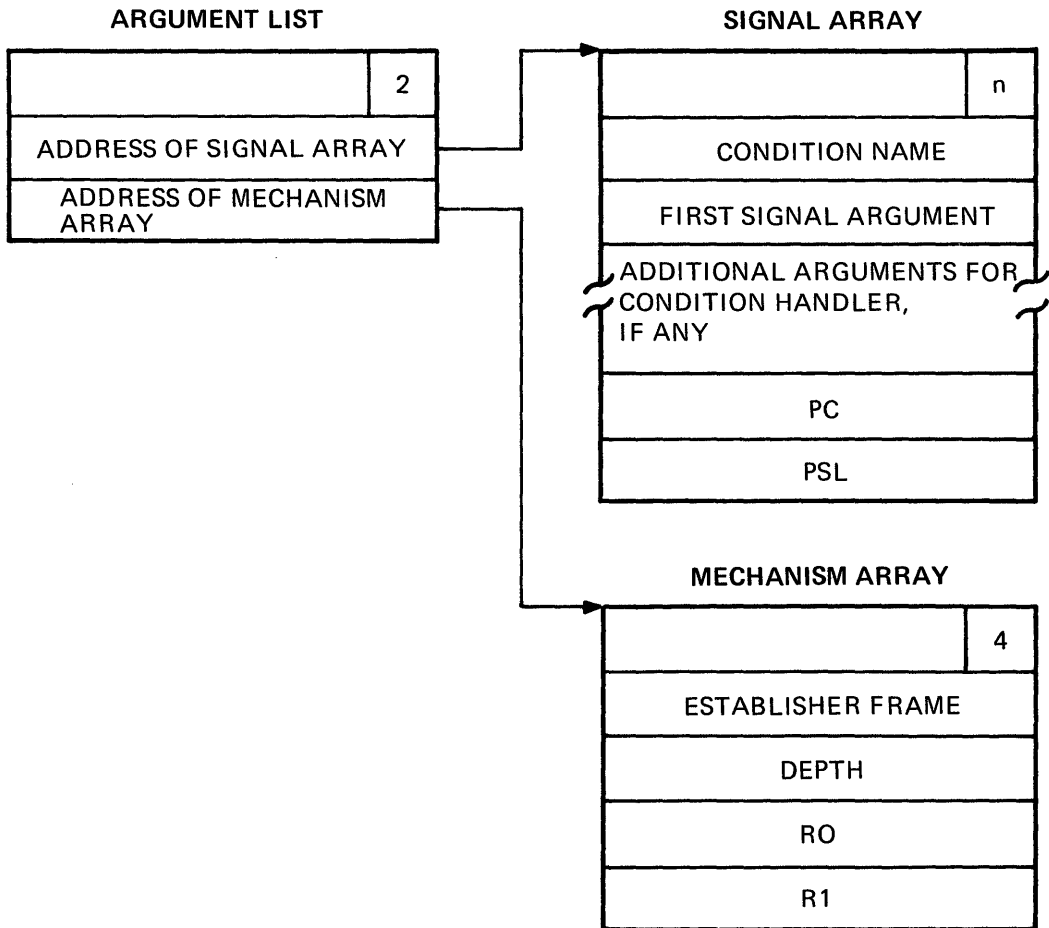 ARGUMENT LIST
2
ADDRESS OF SIGNAL ARRAY
ADDRESS OF MECHANISM
ARRAY
SIGNAL ARRAY
n
CONDITION NAME
FIRST SIGNAL ARGUMENT
ADDITIONAL ARGUMENTS FOR
CONDITION HANDLER,
IF ANY
PC
PSL
MECHANISM ARRAY
4
ESTABLISHER FRAME
DEPTH
RO
R1